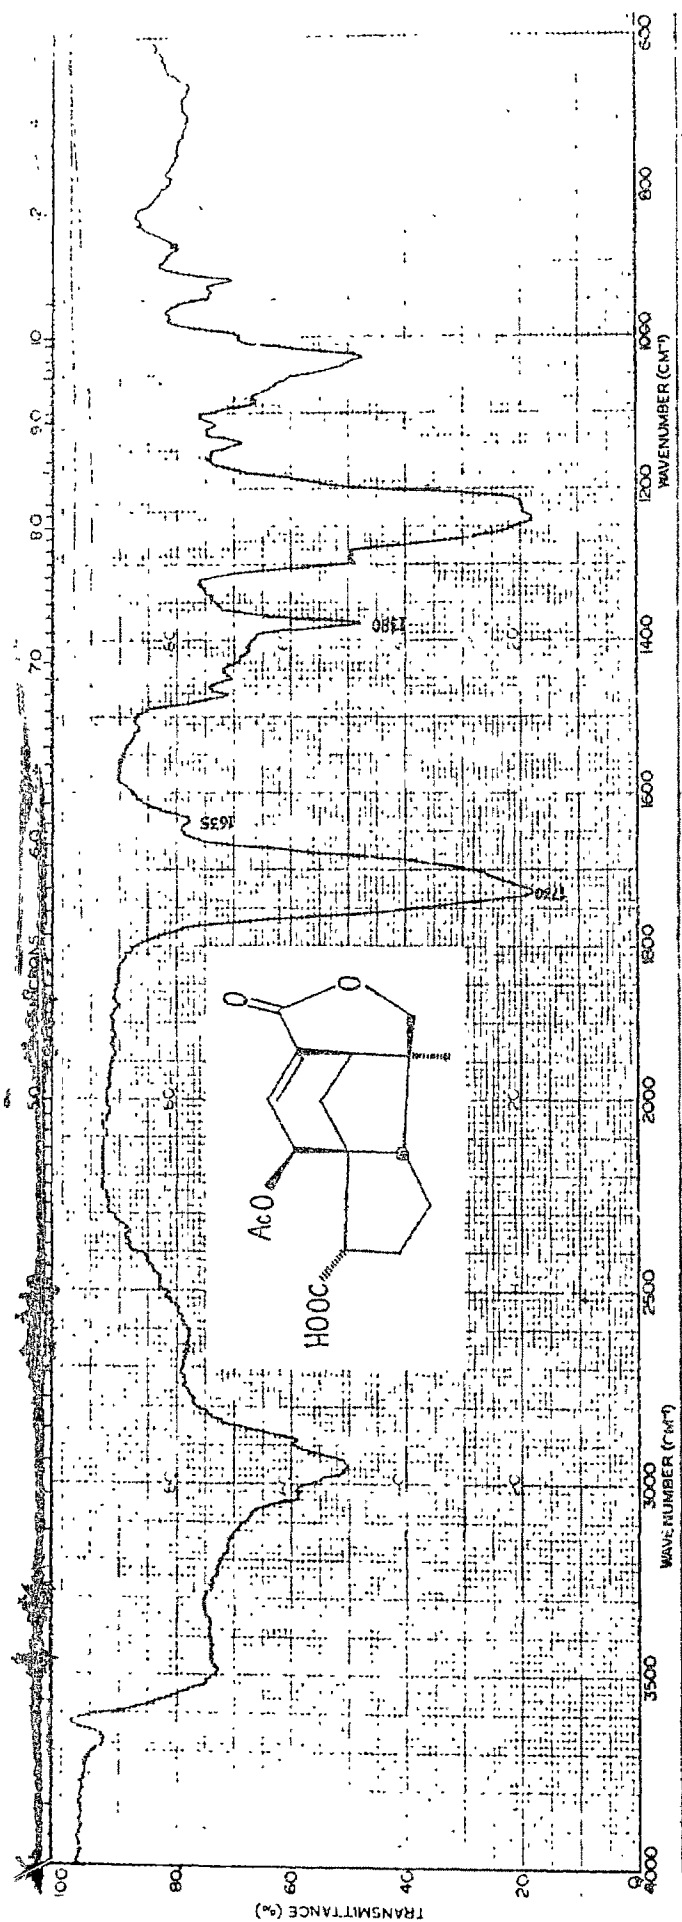 MICRONS
5.0 6.0 7.0 8.0 9.0 10 12
100
80
60
40
20
0
TRANSMITTANCE (%)
1635
1380
O
O
AcO
HOOC
4000 3500 3000 2500 2000 1800 1600 1400 1200 1000 800 600
WAVENUMBER (CM⁻¹)
WAVENUMBER (CM⁻¹)